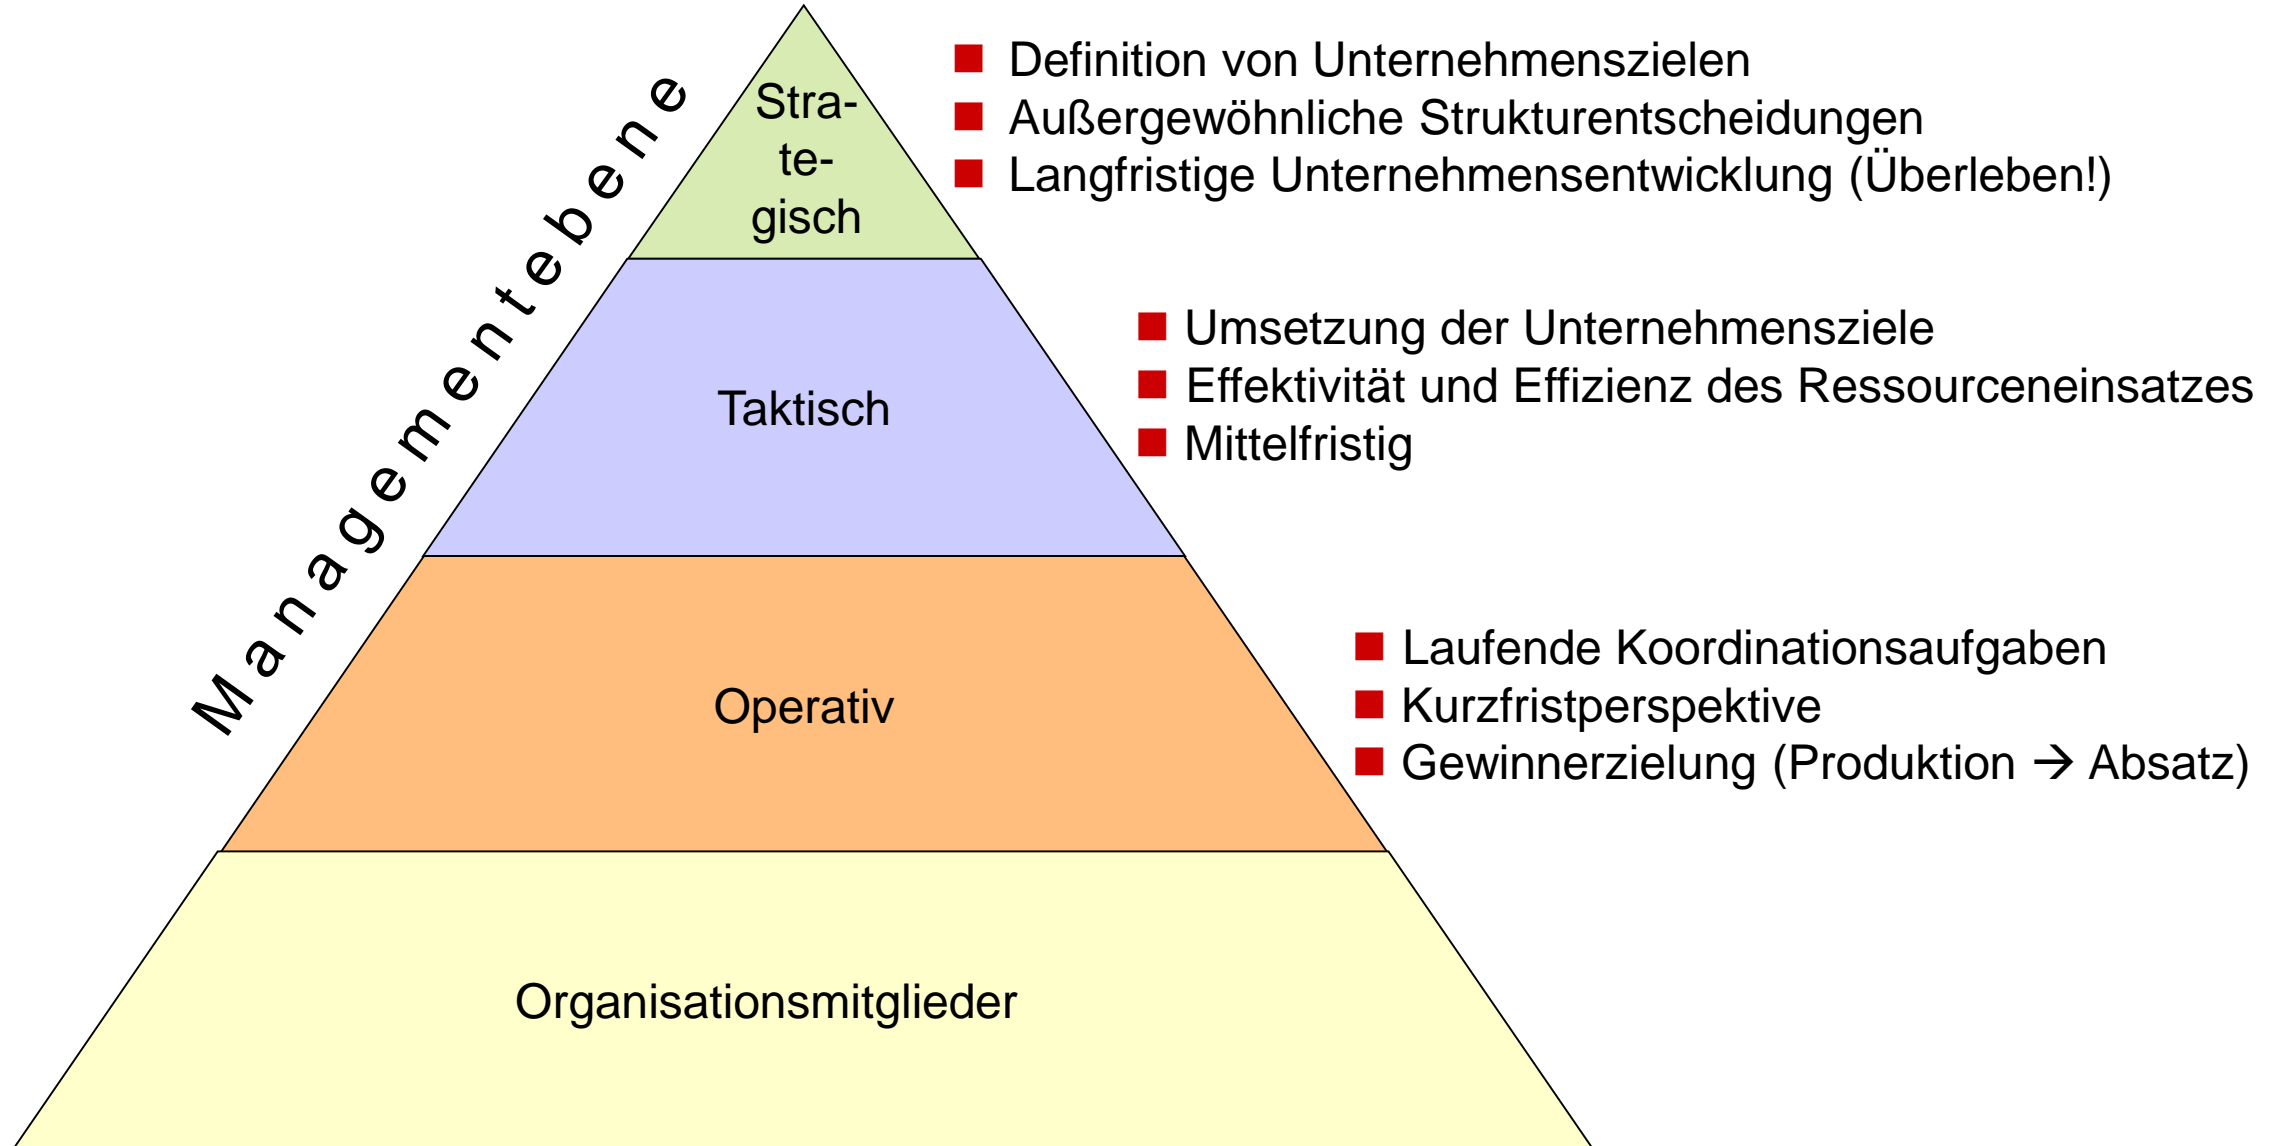 Managementebene
Stra-
te-
gisch
■ Definition von Unternehmenszielen
■ Außergewöhnliche Strukturentscheidungen
■ Langfristige Unternehmensentwicklung (Überleben!)
Taktisch
■ Umsetzung der Unternehmensziele
■ Effektivität und Effizienz des Ressourceneinsatzes
■ Mittelfristig
Operativ
■ Laufende Koordinationsaufgaben
■ Kurzfristperspektive
■ Gewinnerzielung (Produktion → Absatz)
Organisationsmitglieder